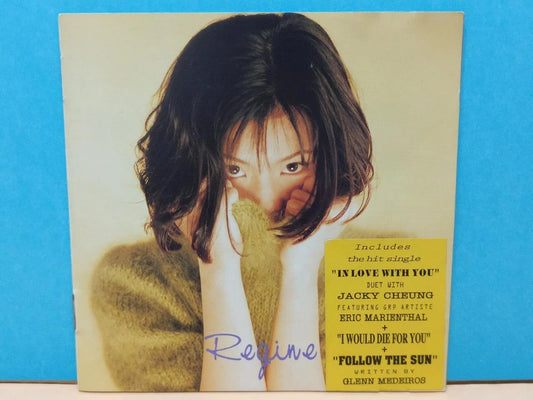 Regine
Includes
the hit single
"IN LOVE WITH YOU"
DUET WITH
JACKY CHEUNG
FEATURING GRP ARTISTE
ERIC MARIENTHAL
+
"I WOULD DIE FOR YOU"
+
"FOLLOW THE SUN"
WRITTEN BY
GLENN MEDEIROS